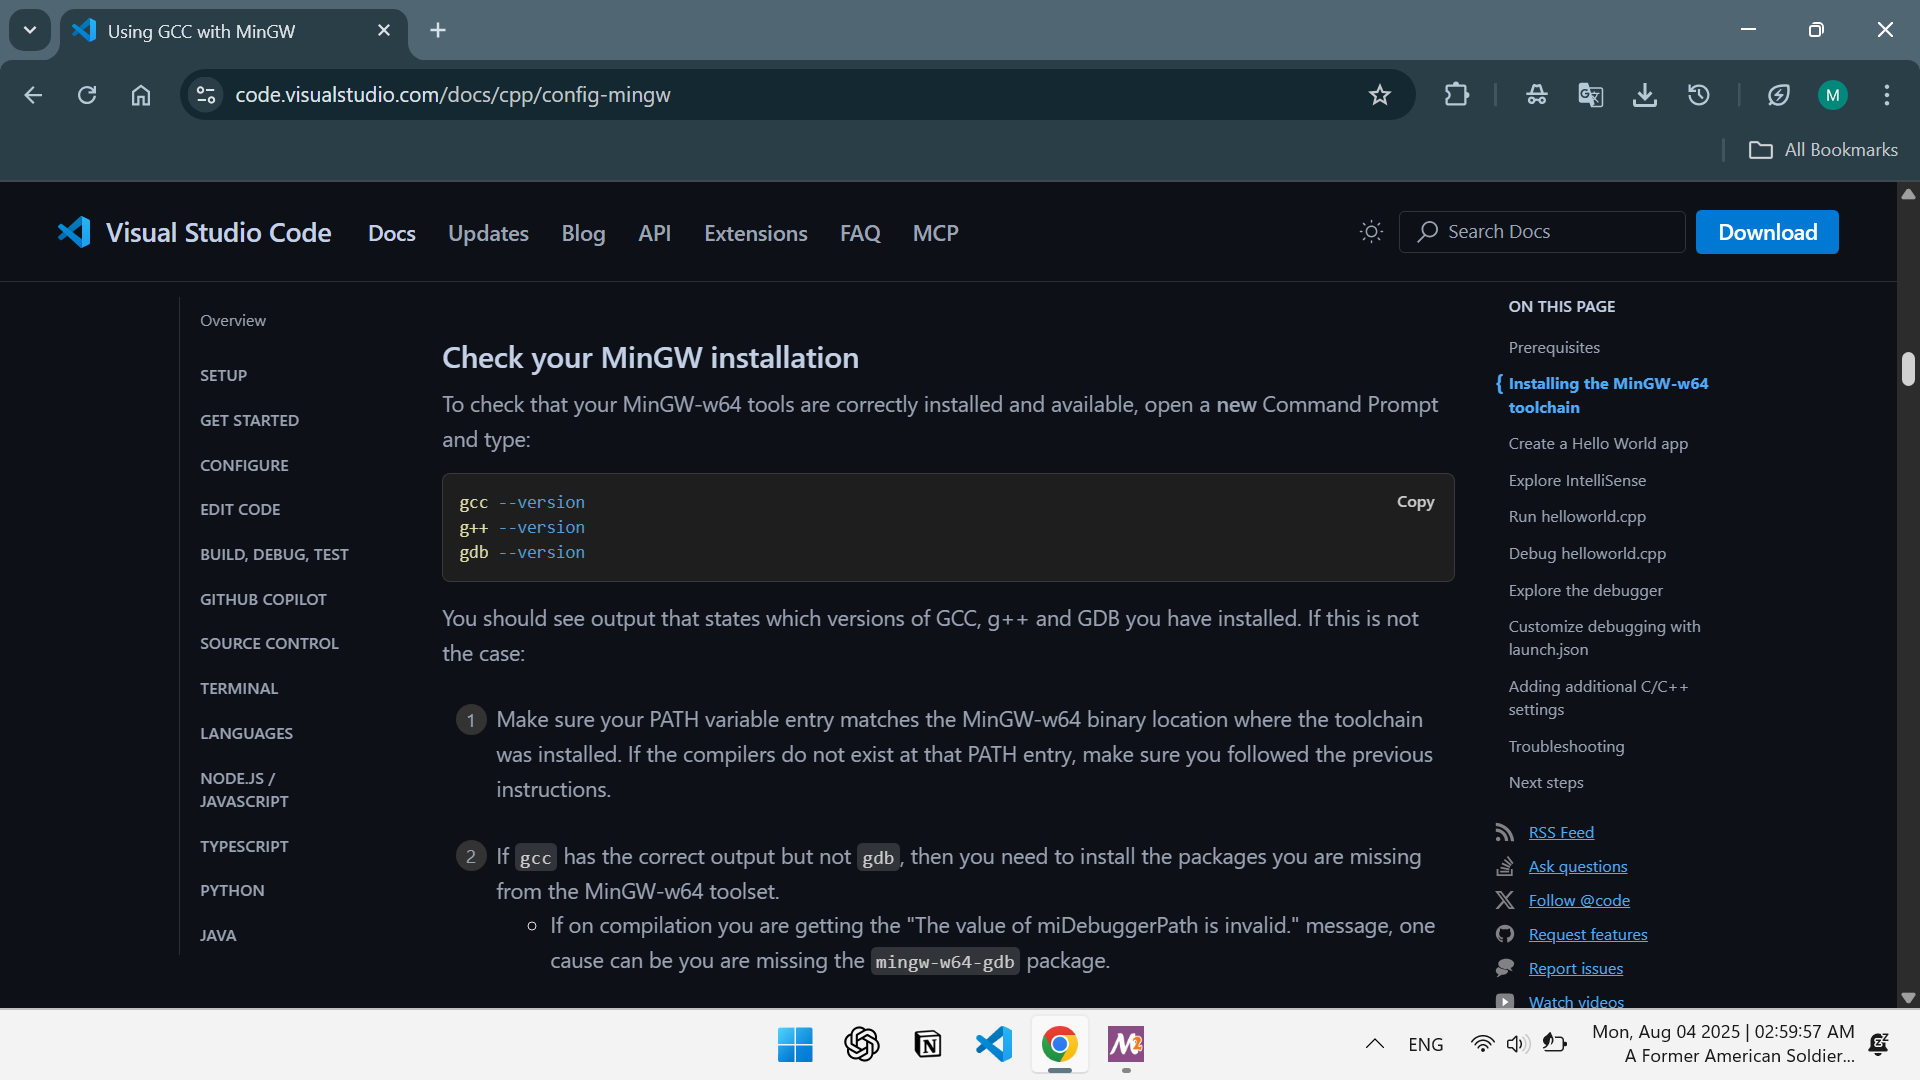 Using GCC with MinGW
code.visualstudio.com/docs/cpp/config-mingw
M
All Bookmarks
Visual Studio Code
Docs
Updates
Blog
API
Extensions
FAQ
MCP
Search Docs
Download
Overview
SETUP
GET STARTED
CONFIGURE
EDIT CODE
BUILD, DEBUG, TEST
GITHUB COPILOT
SOURCE CONTROL
TERMINAL
LANGUAGES
NODE.JS /
JAVASCRIPT
TYPESCRIPT
PYTHON
JAVA
Check your MinGW installation
To check that your MinGW-w64 tools are correctly installed and available, open a new Command Prompt
and type:
Copy
gcc --version
g++ --version
gdb --version
You should see output that states which versions of GCC, g++ and GDB you have installed. If this is not
the case:
1 Make sure your PATH variable entry matches the MinGW-w64 binary location where the toolchain
was installed. If the compilers do not exist at that PATH entry, make sure you followed the previous
instructions.
2 If gcc has the correct output but not gdb, then you need to install the packages you are missing
from the MinGW-w64 toolset.
If on compilation you are getting the "The value of miDebuggerPath is invalid." message, one
cause can be you are missing the mingw-w64-gdb package.
ON THIS PAGE
Prerequisites
Installing the MinGW-w64
toolchain
Create a Hello World app
Explore IntelliSense
Run helloworld.cpp
Debug helloworld.cpp
Explore the debugger
Customize debugging with
launch.json
Adding additional C/C++
settings
Troubleshooting
Next steps
RSS Feed
Ask questions
Follow @code
Request features
Report issues
Watch videos
ENG
Mon, Aug 04 2025 | 02:59:57 AM
A Former American Soldier...